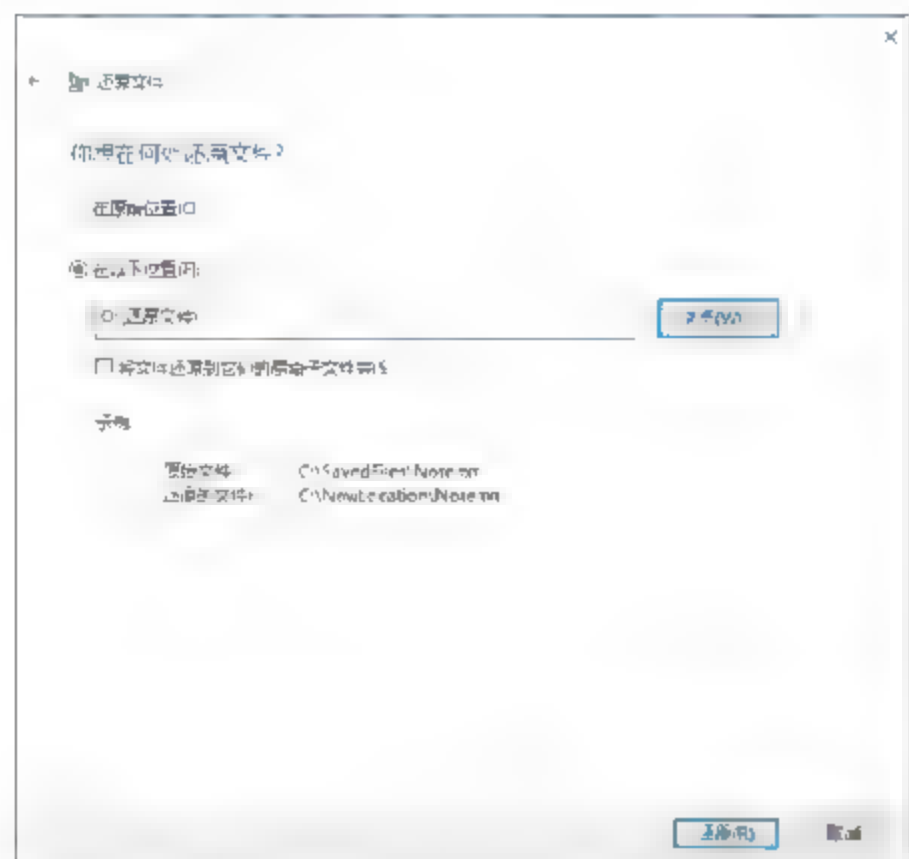 还原文件
你想在何处还原文件?
在原始位置(O)
在以下位置(F):
还原文件\
浏览(W)...
将文件还原到它们的原始子文件夹(S)
示例
原始文件: C:\SavedFiles\Note.txt
还原的文件: C:\NewLocation\Note.txt
还原(R) 取消